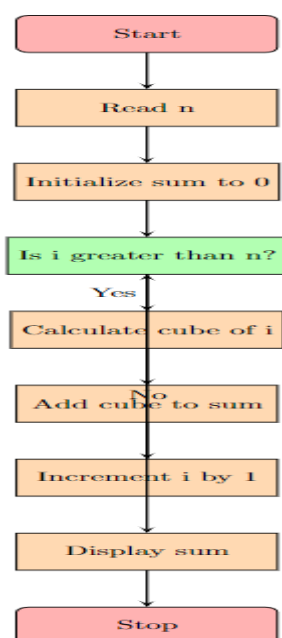 Start
Read n
Initialize sum to 0
Is i greater than n?
Yes
Calculate cube of i
No
Add cube to sum
Increment i by 1
Display sum
Stop